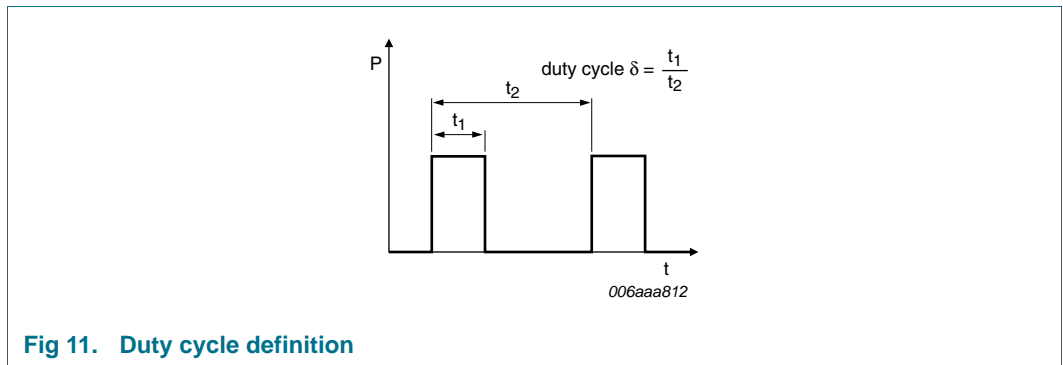 P
duty cycle δ = t1
t2
t2
t1
t
006aaa812
Fig 11. Duty cycle definition